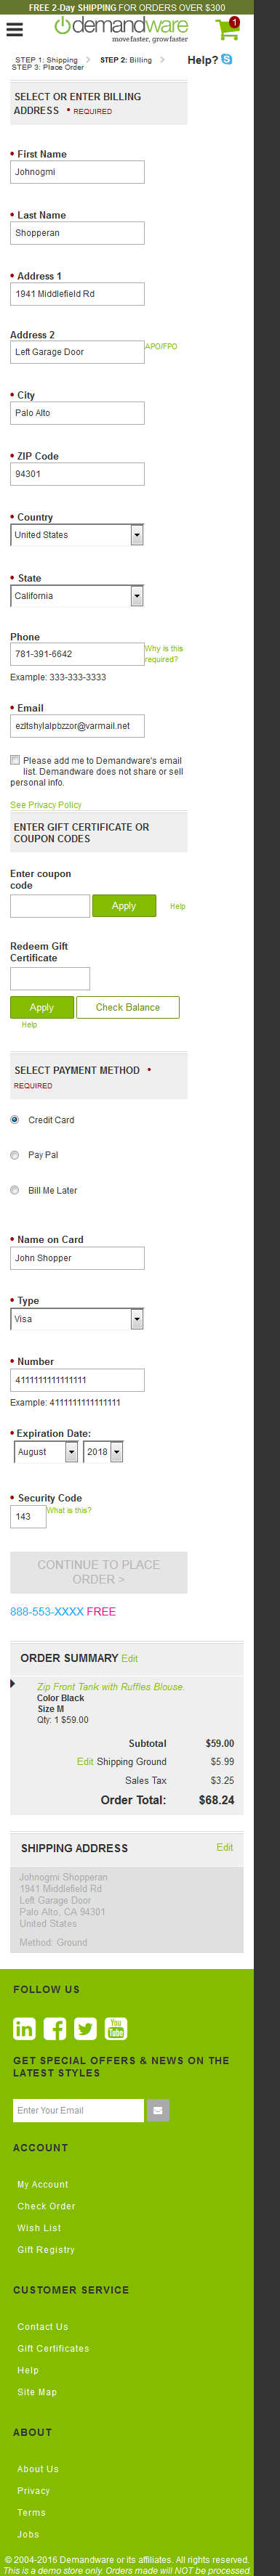 FREE 2-Day SHIPPING FOR ORDERS OVER $300
demandware
move faster, grow faster
1
STEP 1: Shipping > STEP 2: Billing >
STEP 3: Place Order
Help?
SELECT OR ENTER BILLING
ADDRESS • REQUIRED
• First Name
Johnogmi
• Last Name
Shopperan
• Address 1
1941 Middlefield Rd
Address 2
Left Garage Door
APO/FPO
• City
Palo Alto
• ZIP Code
94301
• Country
United States
• State
California
Phone
781-391-6642
Why is this
required?
Example: 333-333-3333
• Email
ezltshylalpbzzor@varmail.net
Please add me to Demandware's email
list. Demandware does not share or sell
personal info.
See Privacy Policy
ENTER GIFT CERTIFICATE OR
COUPON CODES
Enter coupon
code
Apply
Help
Redeem Gift
Certificate
Apply
Check Balance
Help
SELECT PAYMENT METHOD •
REQUIRED
Credit Card
Pay Pal
Bill Me Later
• Name on Card
John Shopper
• Type
Visa
• Number
4111111111111111
Example: 4111111111111111
• Expiration Date:
August 2018
• Security Code
143
What is this?
CONTINUE TO PLACE
ORDER >
888-553-XXXX FREE
ORDER SUMMARY Edit
Zip Front Tank with Ruffles Blouse.
Color Black
Size M
Qty: 1 $59.00
Subtotal $59.00
Edit Shipping Ground $5.99
Sales Tax $3.25
Order Total: $68.24
SHIPPING ADDRESS Edit
Johnogmi Shopperan
1941 Middlefield Rd
Left Garage Door
Palo Alto, CA 94301
United States
Method: Ground
FOLLOW US
in
You
Tube
GET SPECIAL OFFERS & NEWS ON THE
LATEST STYLES
Enter Your Email
ACCOUNT
My Account
Check Order
Wish List
Gift Registry
CUSTOMER SERVICE
Contact Us
Gift Certificates
Help
Site Map
ABOUT
About Us
Privacy
Terms
Jobs
© 2004-2016 Demandware or its affiliates. All rights reserved.
This is a demo store only. Orders made will NOT be processed.